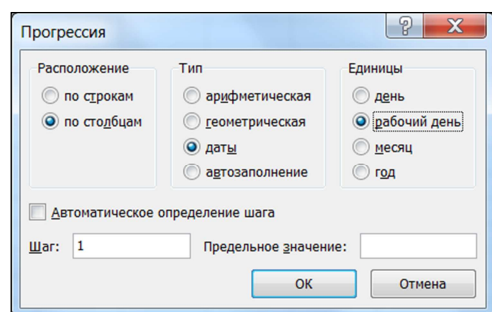 Прогрессия
Расположение Тип Единицы
по строкам арифметическая день
по столбцам геометрическая рабочий день
даты месяц
автозаполнение год
Автоматическое определение шага
Шаг: 1 Предельное значение:
ОК Отмена